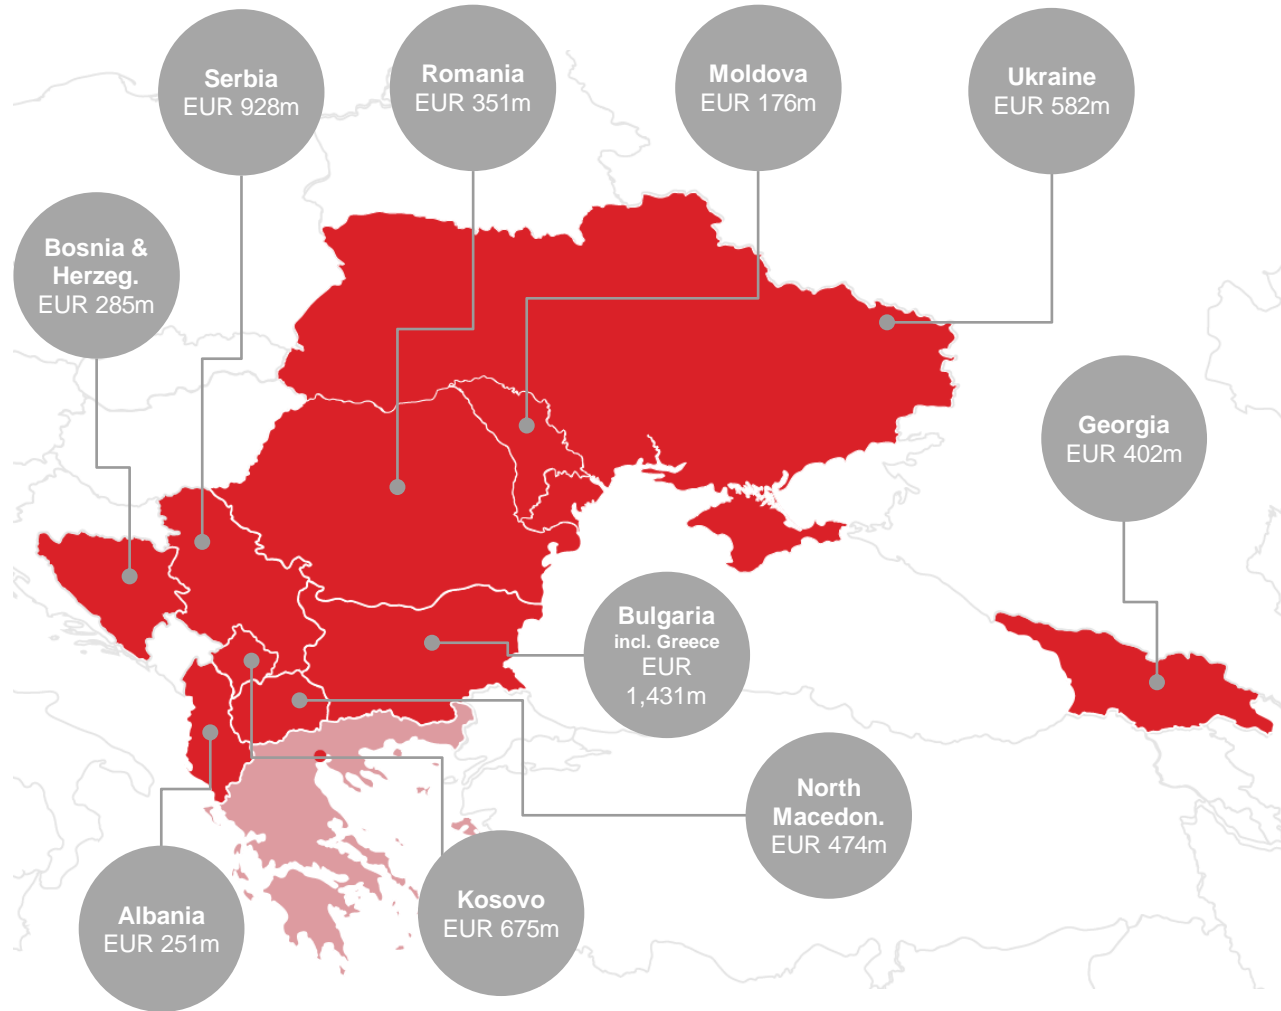 Serbia
EUR 928m
Romania
EUR 351m
Moldova
EUR 176m
Ukraine
EUR 582m
Bosnia &
Herzeg.
EUR 285m
Georgia
EUR 402m
Bulgaria
incl. Greece
EUR
1,431m
North
Macedon.
EUR 474m
Albania
EUR 251m
Kosovo
EUR 675m